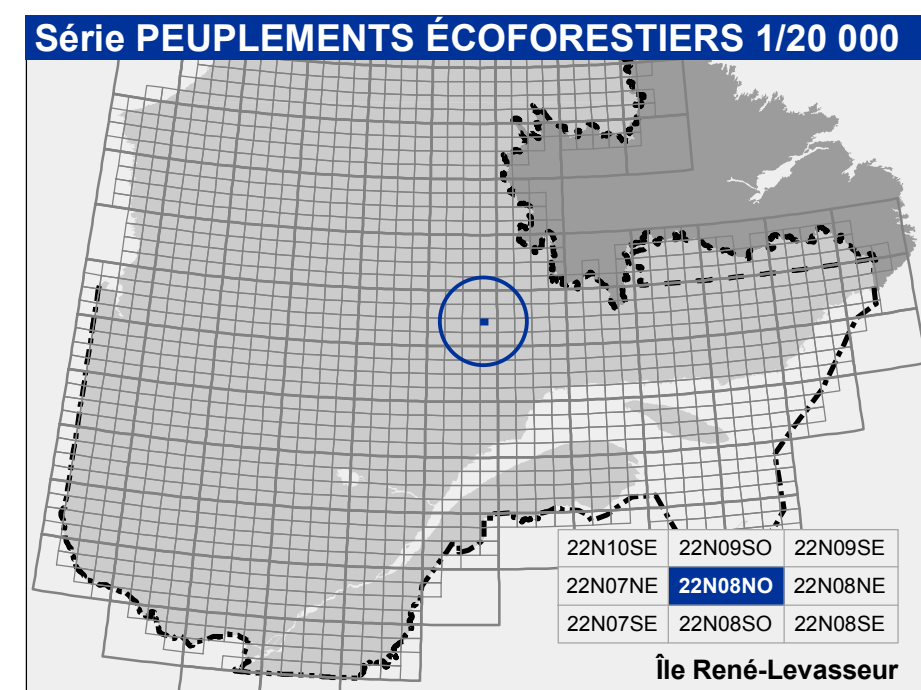 Série PEUPLEMENTS ÉCOFORESTIERS 1/20 000
22N10SE 22N09SO 22N09SE
22N07NE 22N08NO 22N08NE
22N07SE 22N08SO 22N08SE
Île René-Levasseur